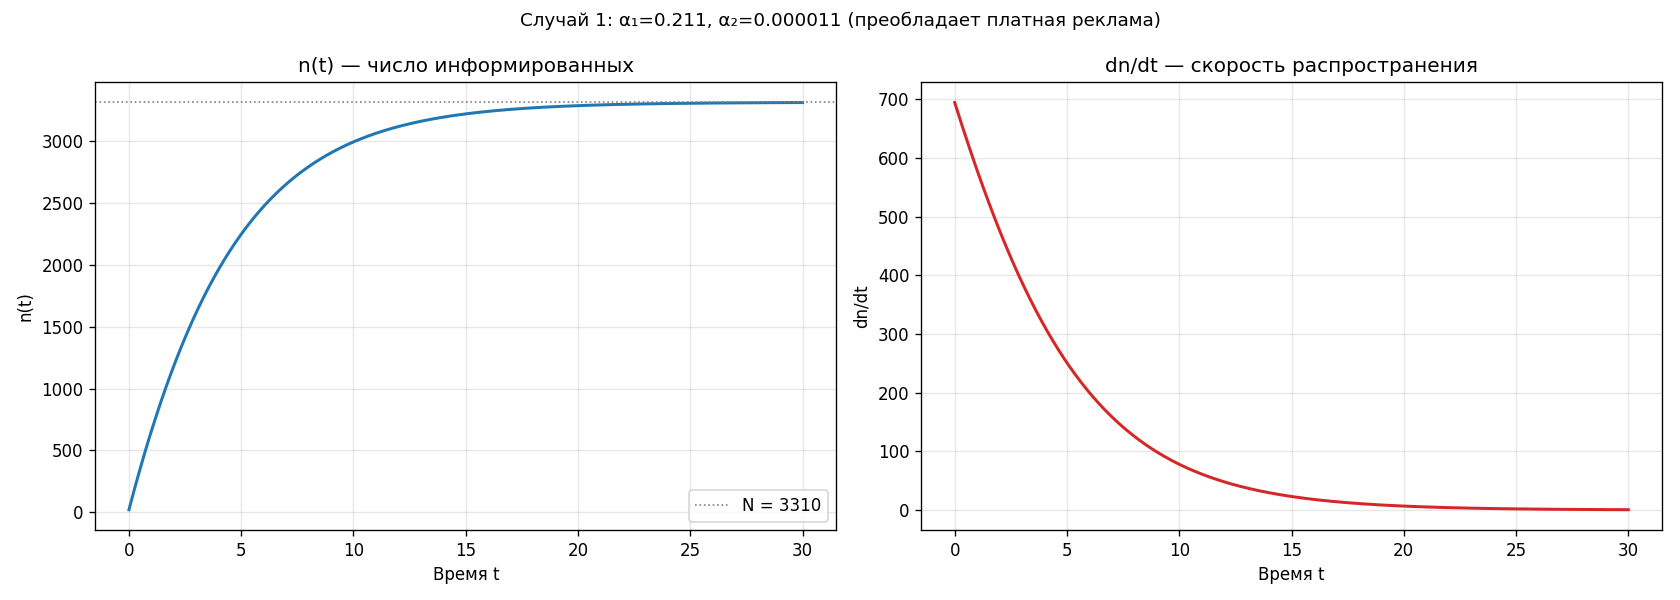 Случай 1: α₁=0.211, α₂=0.000011 (преобладает платная реклама)
n(t) — число информированных
n(t)
3000
2500
2000
1500
1000
500
0
0 5 10 15 20 25 30
Время t
N = 3310
dn/dt — скорость распространения
dn/dt
700
600
500
400
300
200
100
0
0 5 10 15 20 25 30
Время t